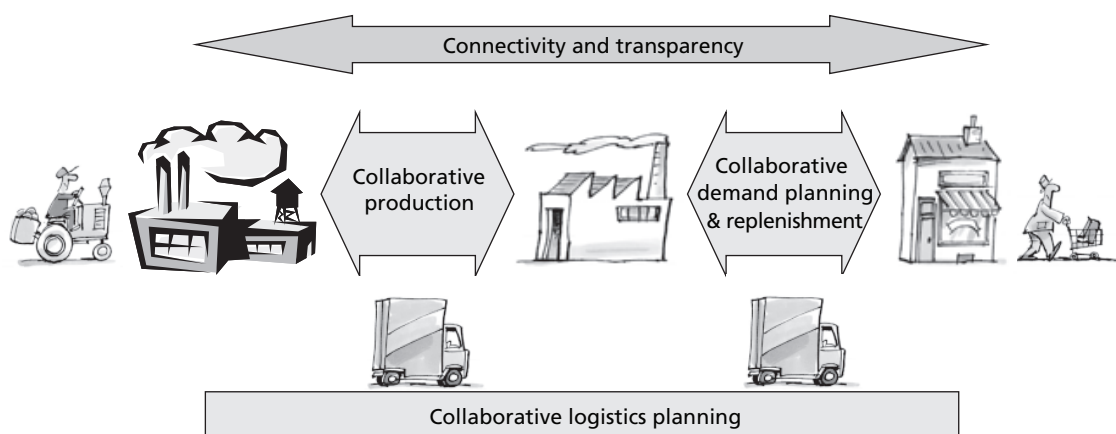 Connectivity and transparency
Collaborative
production
Collaborative
demand planning
& replenishment
Collaborative logistics planning